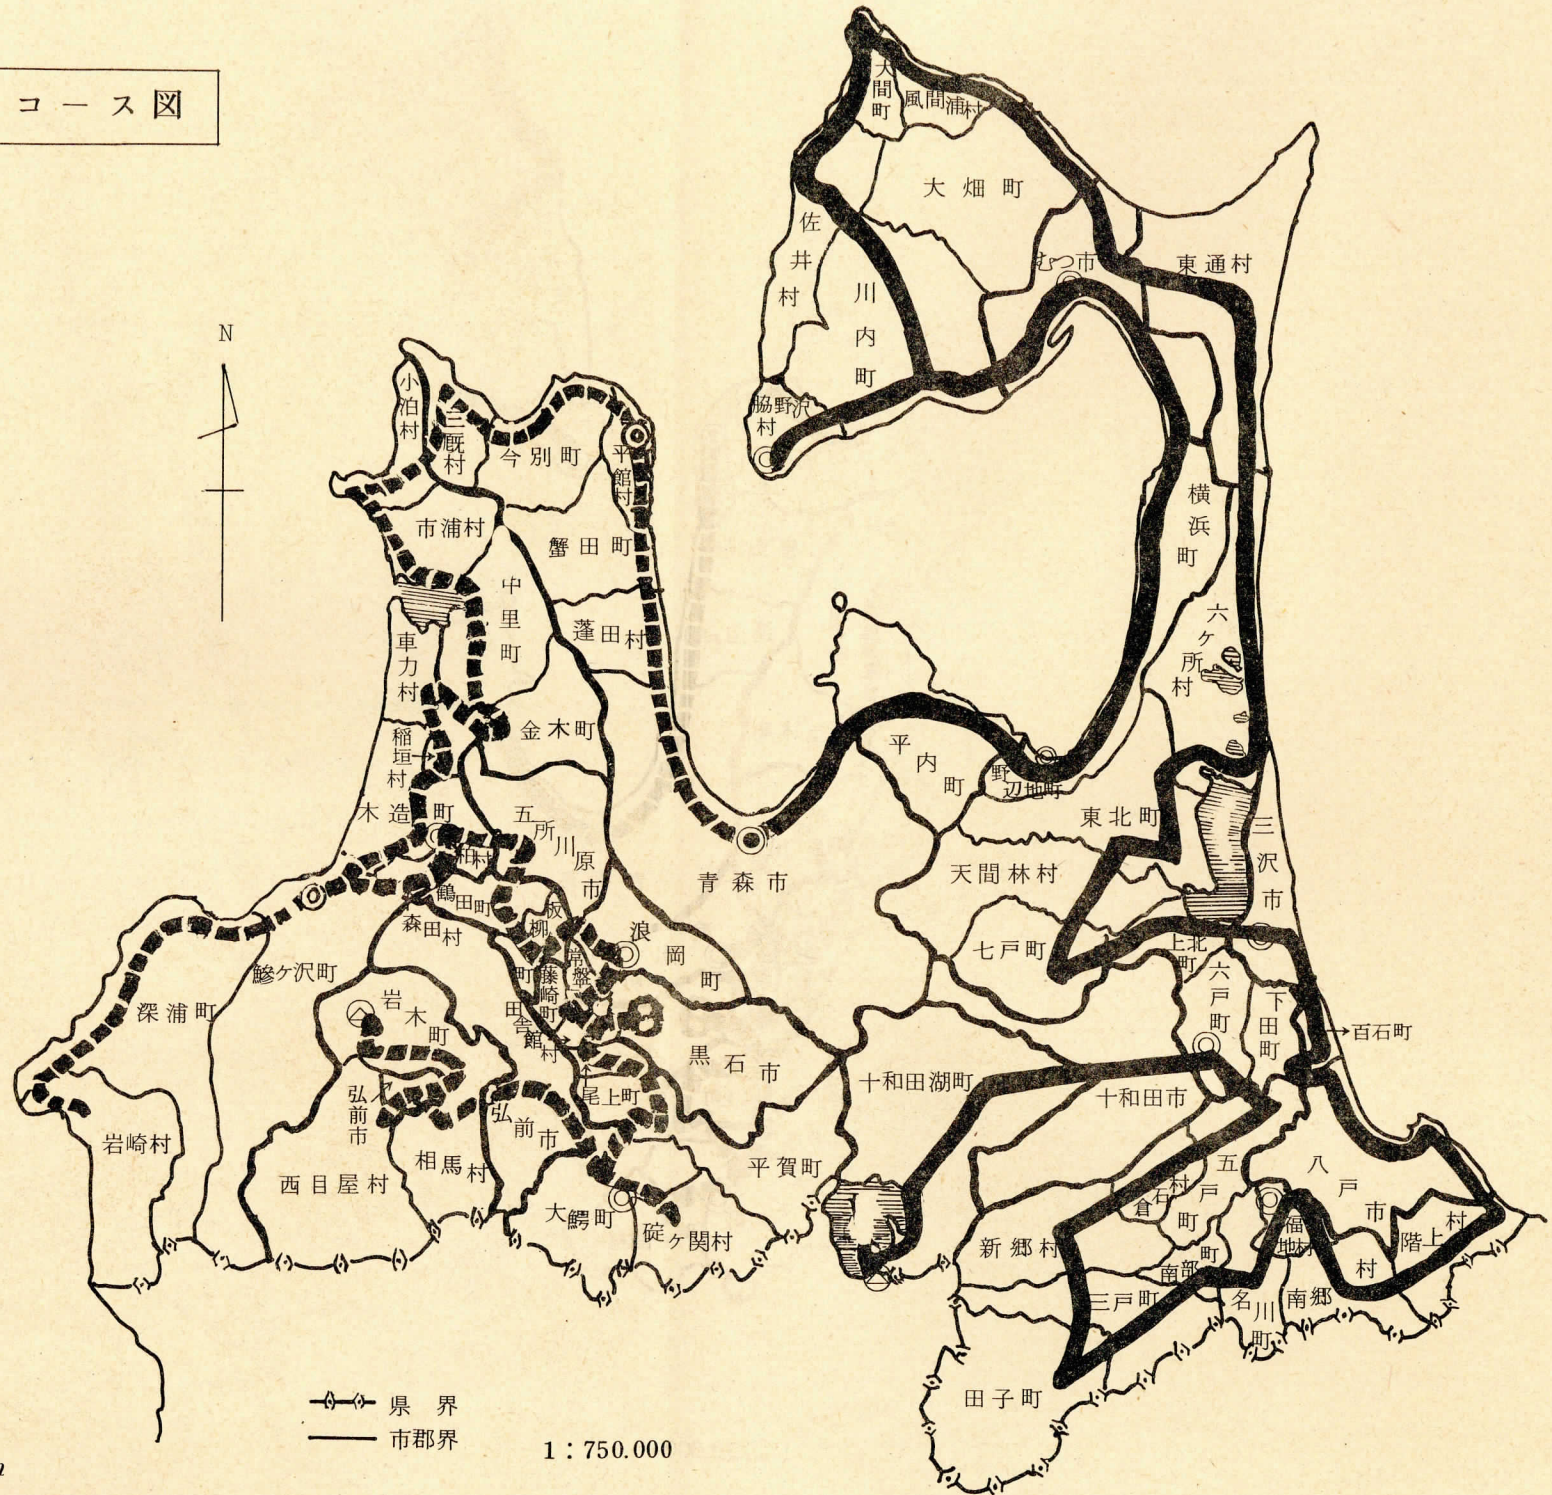 コース図
N
大間町
風間浦村
大畑町
佐井村
むつ市
東通村
川内町
脇野沢村
小泊村
三厩村
今別町
平館村
市浦村
蟹田町
横浜町
中里町
蓬田村
六ヶ所村
車力村
稲垣村
金木町
平内町
野辺地町
東北町
木造町
五所川原市
柏村
三沢市
青森市
天間林村
鶴田町
森田村
板柳町
浪岡町
七戸町
上北町
鰺ヶ沢町
常盤
藤崎町
六戸町
深浦町
岩木町
田舎館村
下田町
百石町
黒石市
十和田湖町
十和田市
弘前市
尾上町
弘前市
岩崎村
西目屋村
相馬村
平賀町
五戸町
八戸市
倉石村
大鰐町
碇ヶ関村
新郷村
福地村
階上村
南部町
三戸町
名川町
南郷村
田子町
県界
市郡界
1:750.000